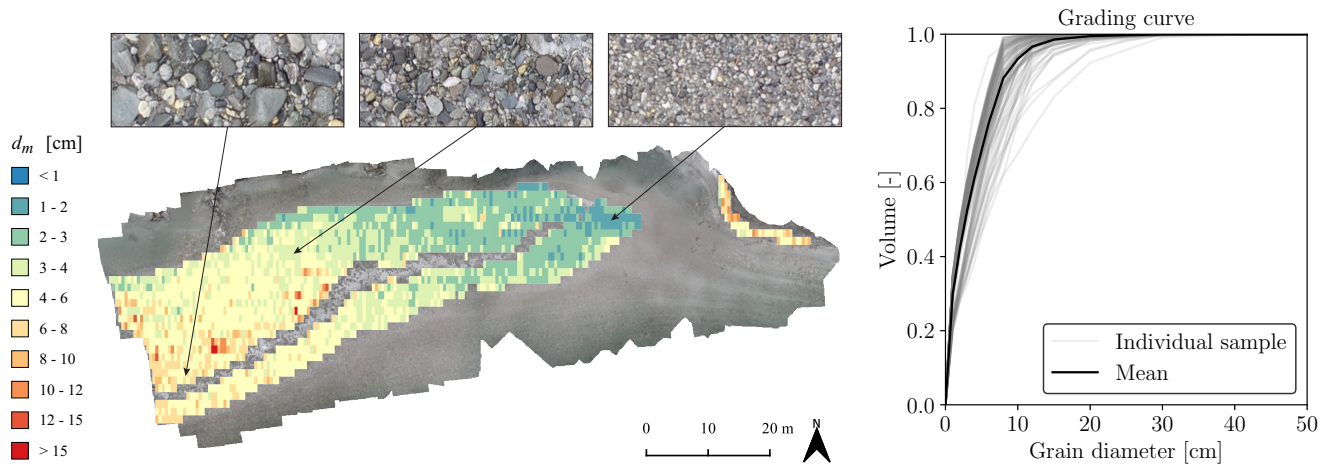 d_m [cm]
< 1
1 - 2
2 - 3
3 - 4
4 - 6
6 - 8
8 - 10
10 - 12
12 - 15
> 15
0 10 20 m
N
Grading curve
Volume [-]
1.0
0.8
0.6
0.4
0.2
0.0
Individual sample
Mean
0 10 20 30 40 50
Grain diameter [cm]